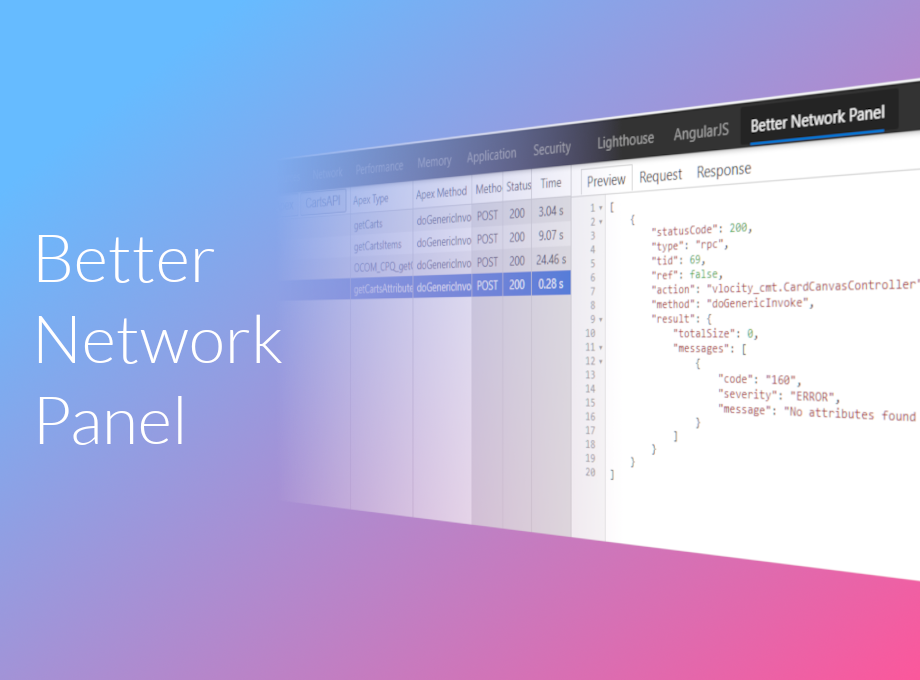 Better
Network
Panel
Performance Memory Application Security Lighthouse AngularJS Better Network Panel
CartsAPI Apex Type Apex Method Metho Status Time
getCarts doGenericInvo POST 200 3.04 s
getCartsItems doGenericInvo POST 200 9.07 s
OCOM_CPQ_getl doGenericInvo POST 200 24.46 s
getCartsAttribute doGenericInvo POST 200 0.28 s
Preview Request Response
1 [
2 {
3 "statusCode": 200,
4 "type": "rpc",
5 "tid": 69,
6 "ref": false,
7 "action": "vlocity_cmt.CardCanvasController"
8 "method": "doGenericInvoke",
9 "result": {
10 "totalSize": 0,
11 "messages": [
12 {
13 "code": "160",
14 "severity": "ERROR",
15 "message": "No attributes found
16 }
17 ]
18 }
19 }
20 ]